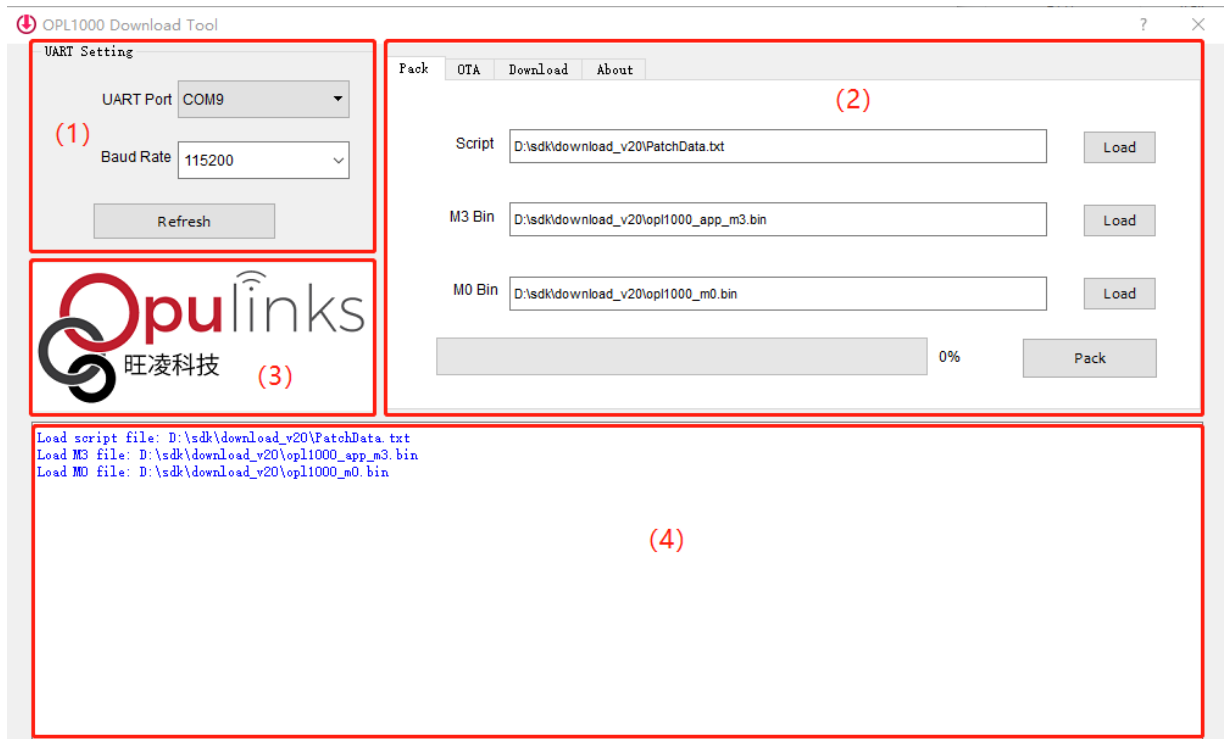 OPL1000 Download Tool
?
UART Setting
UART Port COM9
(1)
Baud Rate 115200
Refresh
Pack OTA Download About
(2)
Script D:\sdk\download_v20\PatchData.txt Load
M3 Bin D:\sdk\download_v20\opl1000_app_m3.bin Load
M0 Bin D:\sdk\download_v20\opl1000_m0.bin Load
0% Pack
Opulinks
旺凌科技
(3)
Load script file: D:\sdk\download_v20\PatchData.txt
Load M3 file: D:\sdk\download_v20\opl1000_app_m3.bin
Load M0 file: D:\sdk\download_v20\opl1000_m0.bin
(4)